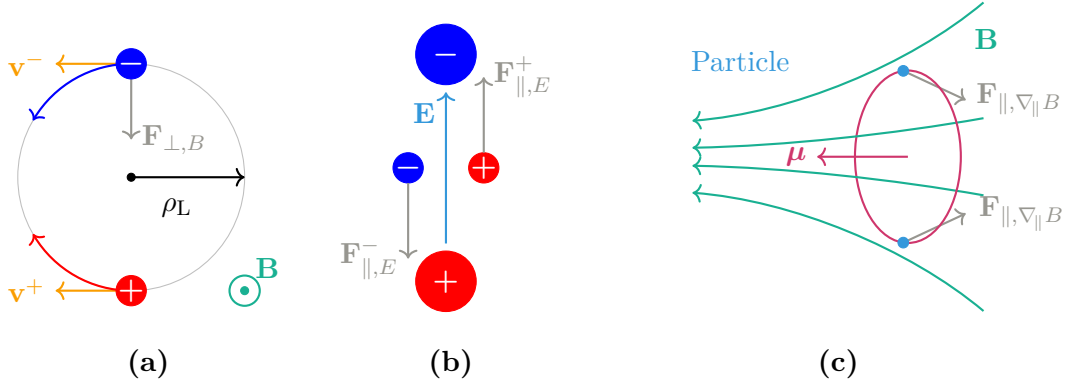 v⁻
−
F⊥,B
ρL
v⁺
+
B
(a)
−
F⁺∥,E
E
−
+
F⁻∥,E
+
(b)
B
Particle
F∥,∇∥B
μ
F∥,∇∥B
(c)